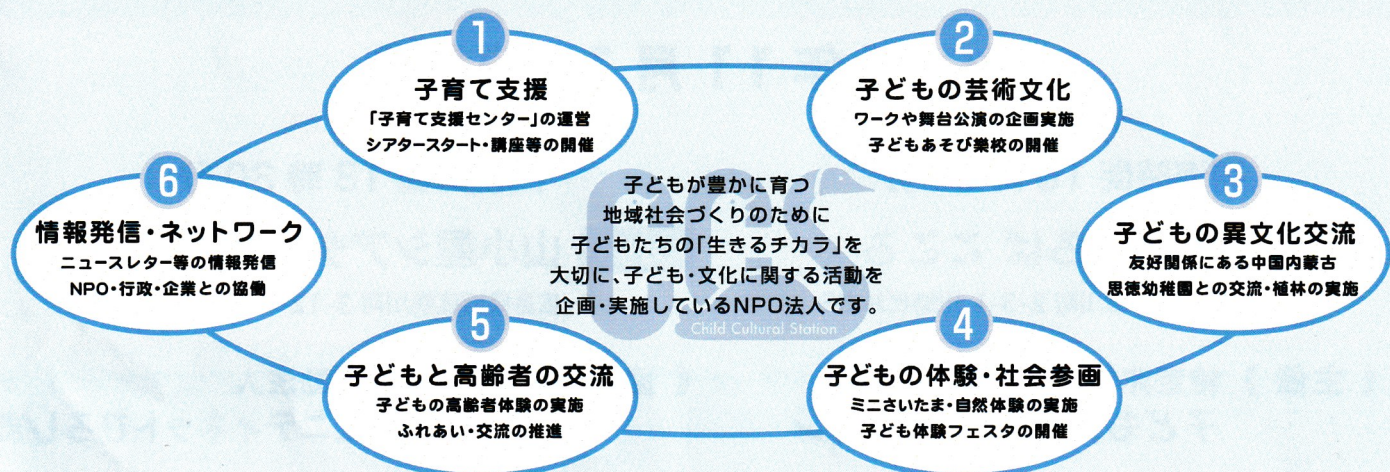 1
子育て支援
「子育て支援センター」の運営
シアタースタート・講座等の開催
2
子どもの芸術文化
ワークや舞台公演の企画実施
子どもあそび樂校の開催
3
子どもの異文化交流
友好関係にある中国内蒙古
思徳幼稚園との交流・植林の実施
4
子どもの体験・社会参画
ミニさいたま・自然体験の実施
子ども体験フェスタの開催
5
子どもと高齢者の交流
子どもの高齢者体験の実施
ふれあい・交流の推進
6
情報発信・ネットワーク
ニュースレター等の情報発信
NPO・行政・企業との協働
子どもが豊かに育つ
地域社会づくりのために
子どもたちの「生きるチカラ」を
大切に、子ども・文化に関する活動を
企画・実施しているNPO法人です。
CCS
Child Cultural Station